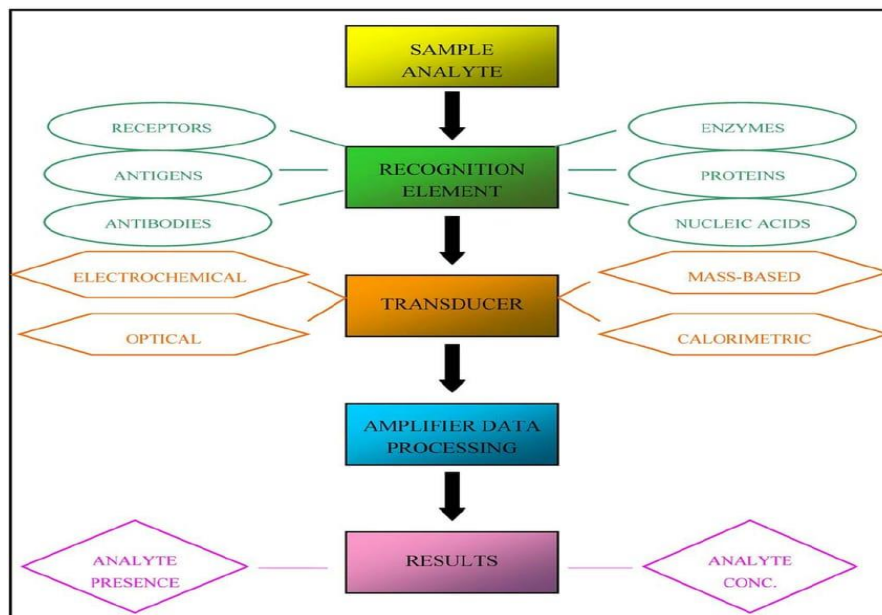 SAMPLE
ANALYTE
RECEPTORS
ENZYMES
RECOGNITION
ELEMENT
ANTIGENS
PROTEINS
ANTIBODIES
NUCLEIC ACIDS
ELECTROCHEMICAL
MASS-BASED
TRANSDUCER
OPTICAL
CALORIMETRIC
AMPLIFIER DATA
PROCESSING
ANALYTE
PRESENCE
RESULTS
ANALYTE
CONC.